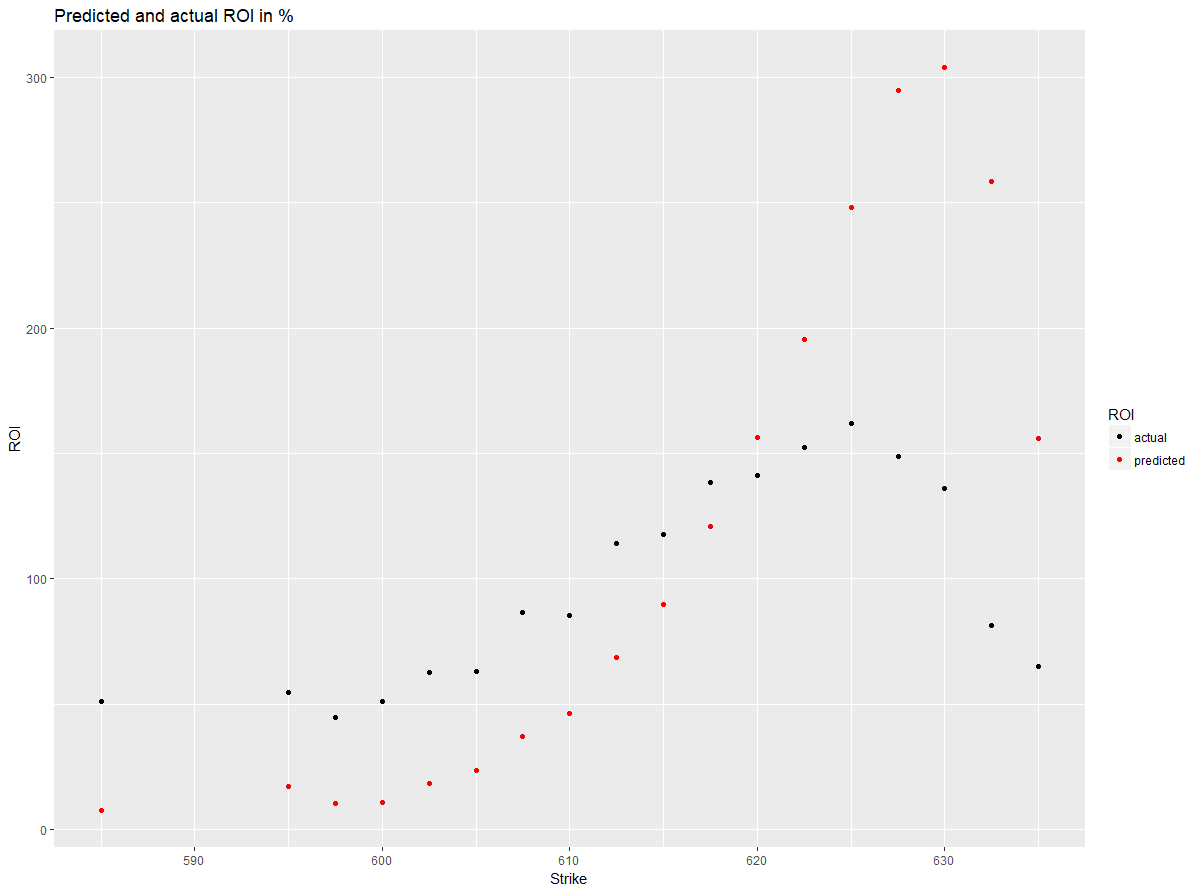 Predicted and actual ROI in %
300
200
100
0
ROI
590
600
610
620
630
Strike
ROI
actual
predicted